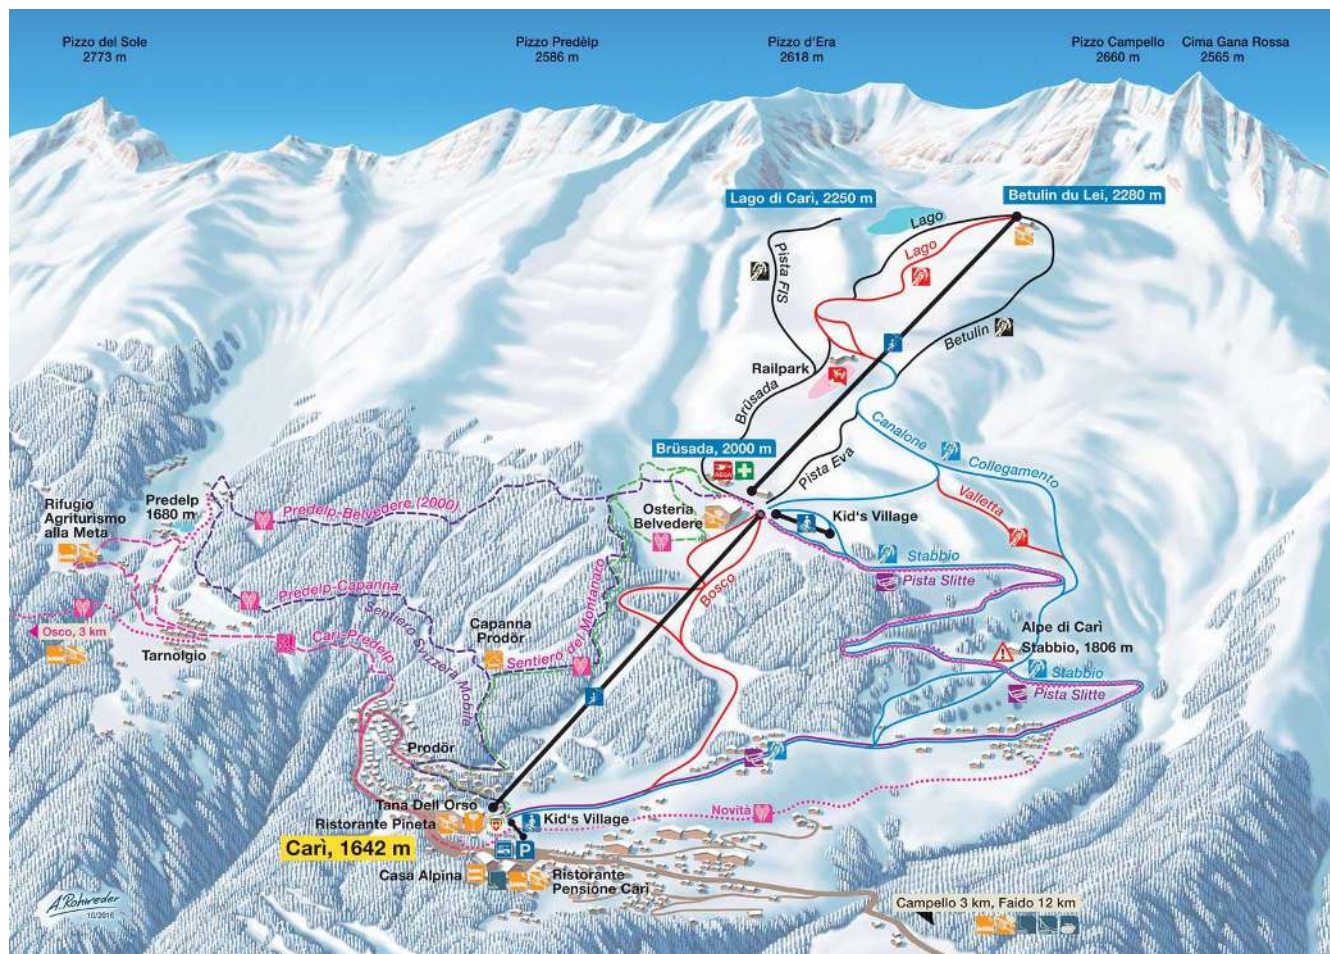 Pizzo del Sole
2773 m
Pizzo Predèlp
2586 m
Pizzo d'Era
2618 m
Pizzo Campello
2660 m
Cima Gana Rossa
2565 m
Lago di Carì, 2250 m
Betulin du Lei, 2280 m
Lago
Lago
Pista FIS
Betulin
Railpark
Brüsada
Canalone
Collegamento
Brüsada, 2000 m
REGA
Pista Eva
Valletta
Rifugio
Agriturismo
alla Meta
Predelp
1680 m
Predelp-Belvedere (2000)
Osteria
Belvedere
Kid's Village
Stabbio
Pista Slitte
Bosco
Predelp-Capanna
Sentiero Svizzera Mobile
Capanna
Prodör
Sentiero del Montanaro
Osco, 3 km
Tarnolgio
Carì-Predelp
Alpe di Carì
Stabbio, 1806 m
Stabbio
Pista Slitte
Prodör
Tana Dell Orso
Ristorante Pineta
Kid's Village
Novità
Carì, 1642 m
P
Casa Alpina
Ristorante
Pensione Carì
Campello 3 km, Faido 12 km
A. Rohweder
10/2016